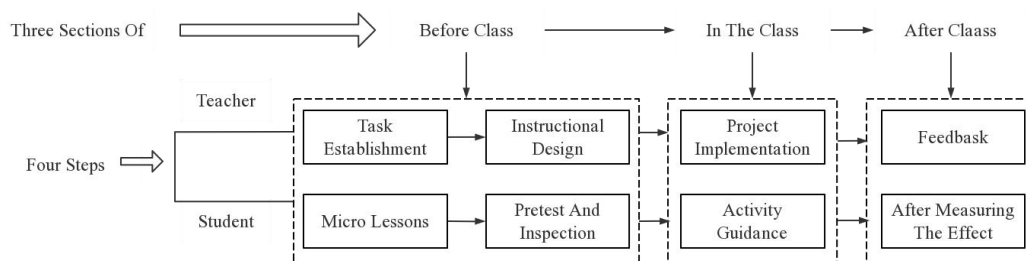 Three Sections Of
Before Class
In The Class
After Claass
Teacher
Task
Establishment
Instructional
Design
Project
Implementation
Feedbask
Four Steps
Student
Micro Lessons
Pretest And
Inspection
Activity
Guidance
After Measuring
The Effect